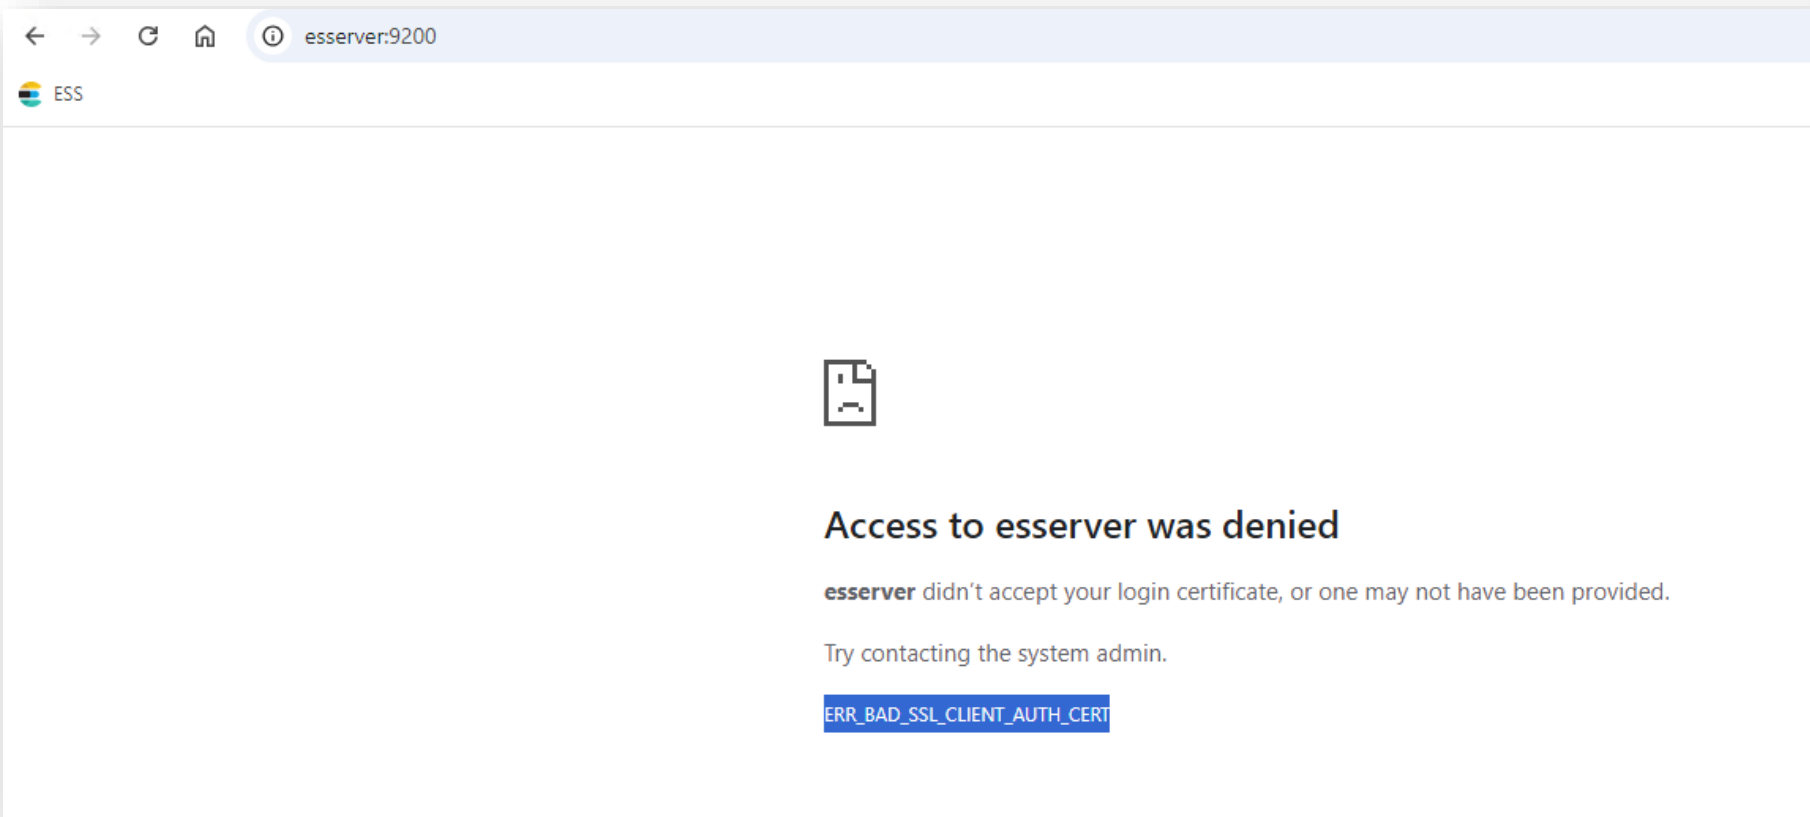 esserver:9200
ESS
Access to esserver was denied
esserver didn’t accept your login certificate, or one may not have been provided.
Try contacting the system admin.
ERR_BAD_SSL_CLIENT_AUTH_CERT